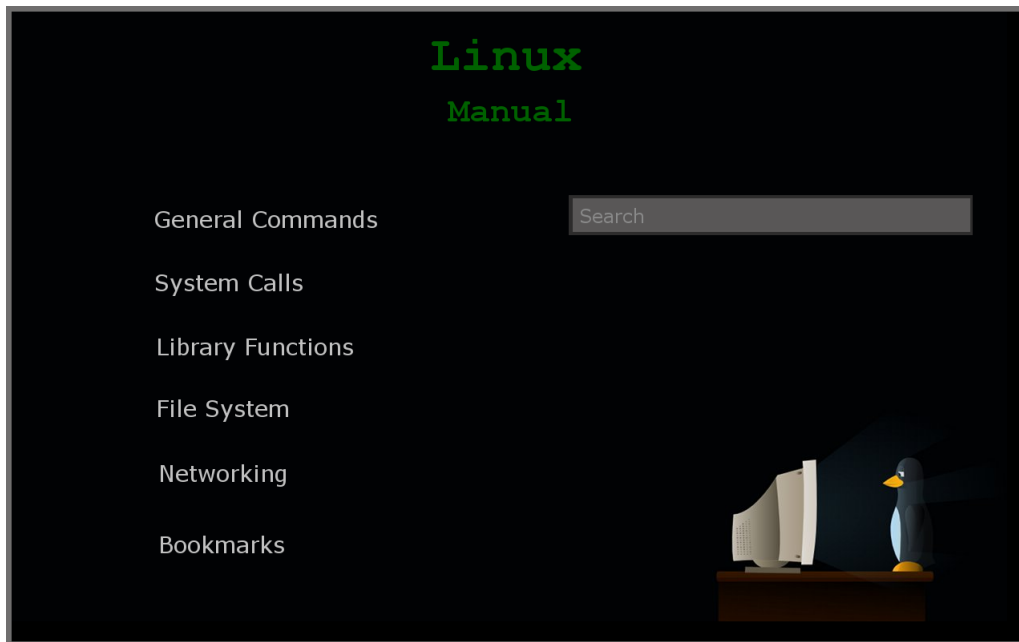 Linux
Manual
General Commands
Search
System Calls
Library Functions
File System
Networking
Bookmarks